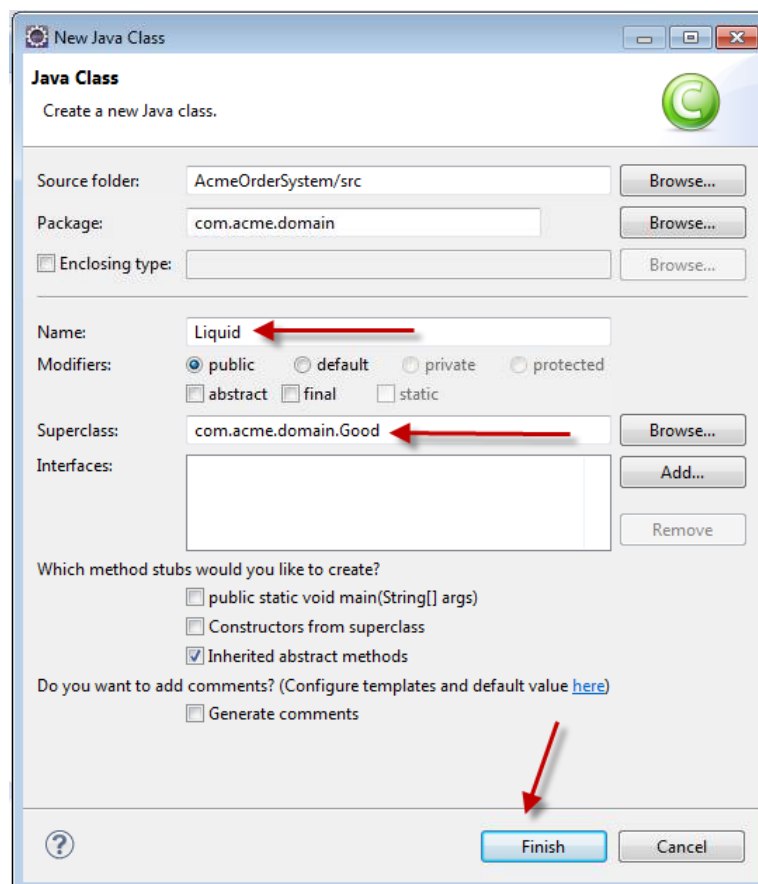 New Java Class
Java Class
Create a new Java class.
C
Source folder: AcmeOrderSystem/src Browse...
Package: com.acme.domain Browse...
Enclosing type: Browse...
Name: Liquid
Modifiers: public default private protected
abstract final static
Superclass: com.acme.domain.Good Browse...
Interfaces: Add...
Remove
Which method stubs would you like to create?
public static void main(String[] args)
Constructors from superclass
Inherited abstract methods
Do you want to add comments? (Configure templates and default value here)
Generate comments
? Finish Cancel